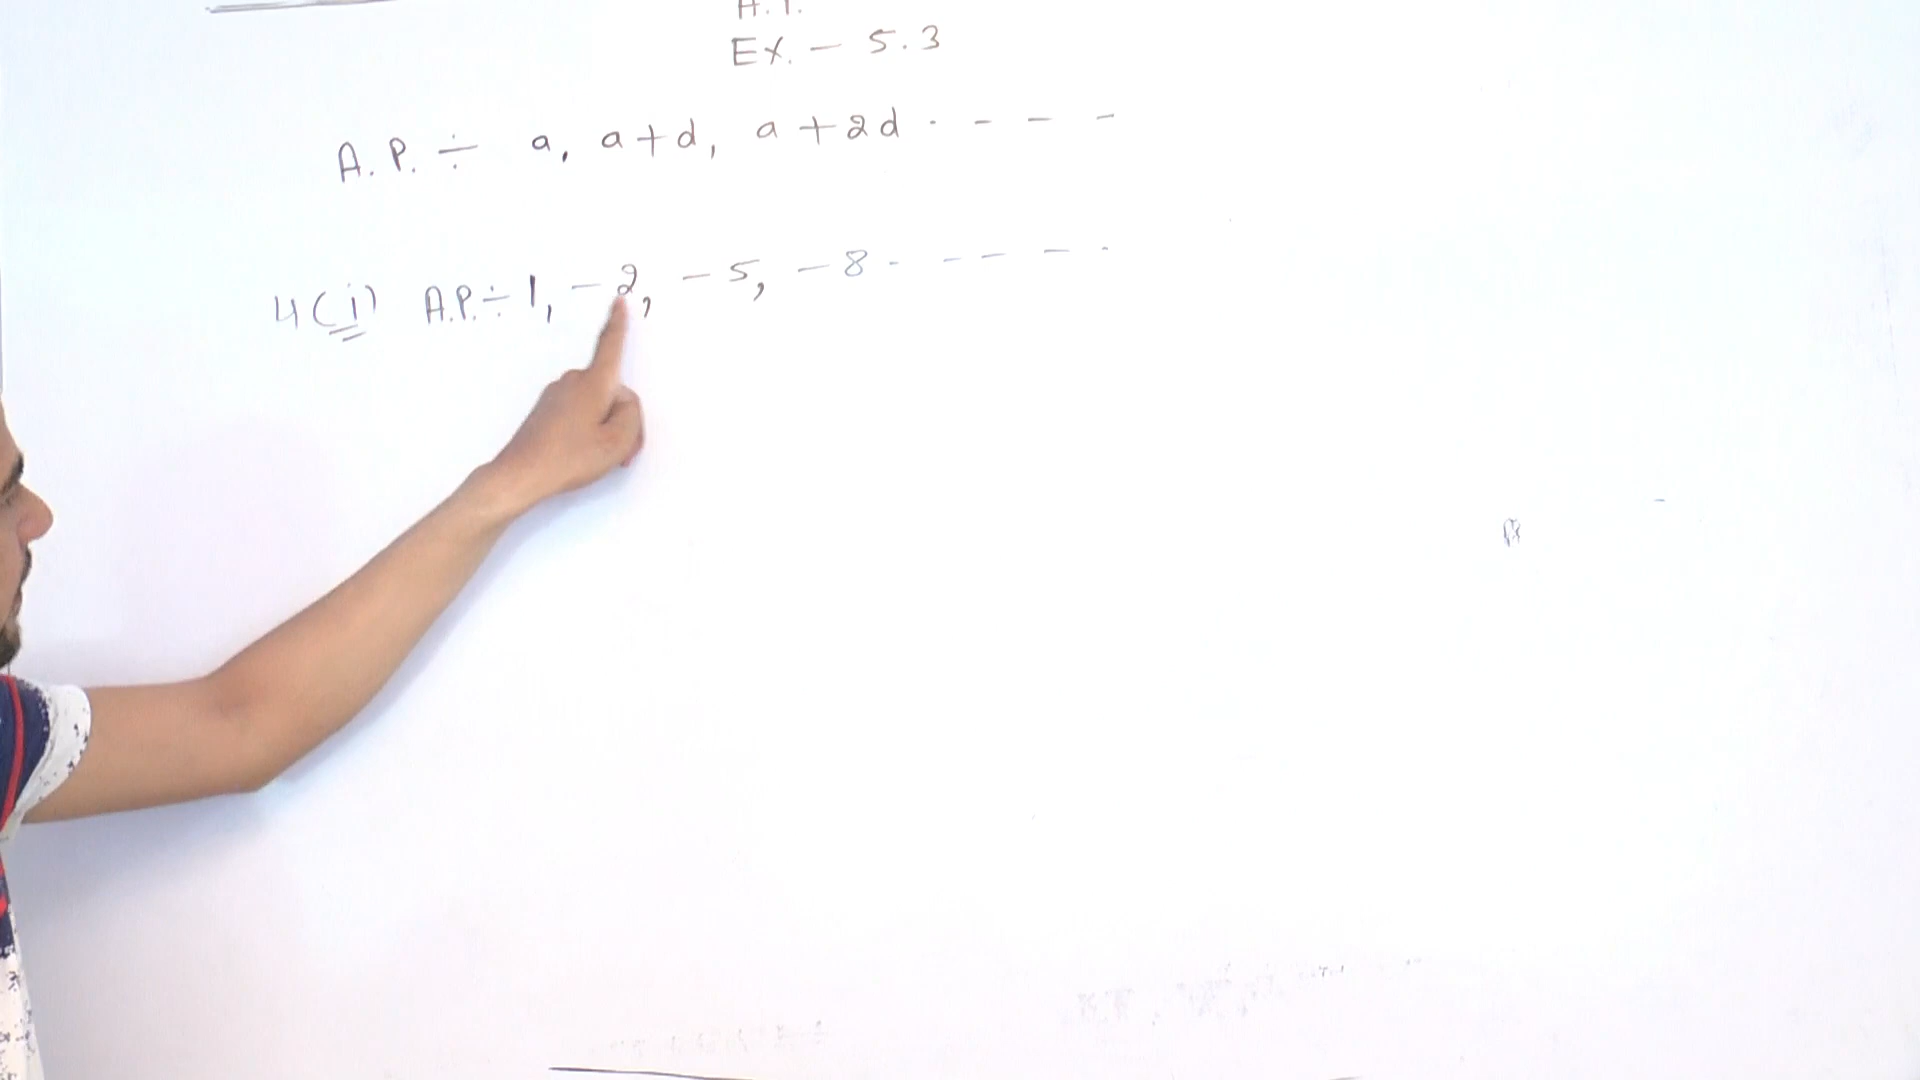 A.P.
Ex. - 5.3
A.P. ÷ a, a+d, a+2d . - - -
4(i) A.P. ÷ 1, -2, -5, -8 . - - - .